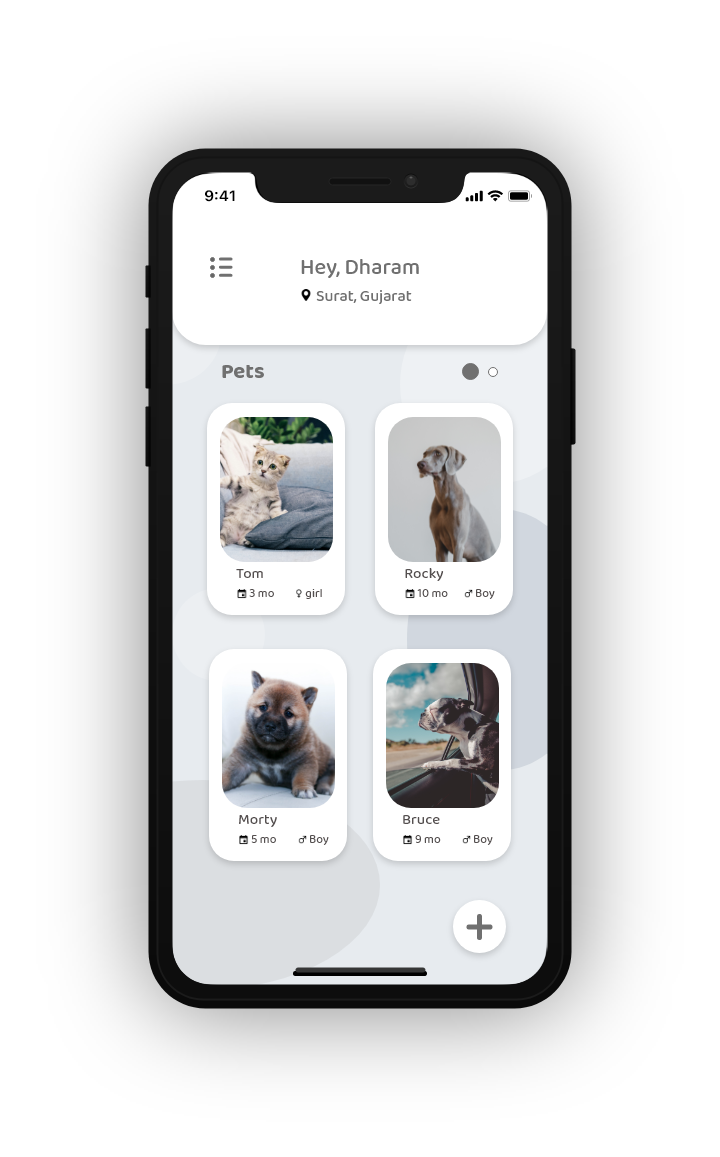 9:41
Hey, Dharam
Surat, Gujarat
Pets
Tom
3 mo girl
Rocky
10 mo Boy
Morty
5 mo Boy
Bruce
9 mo Boy